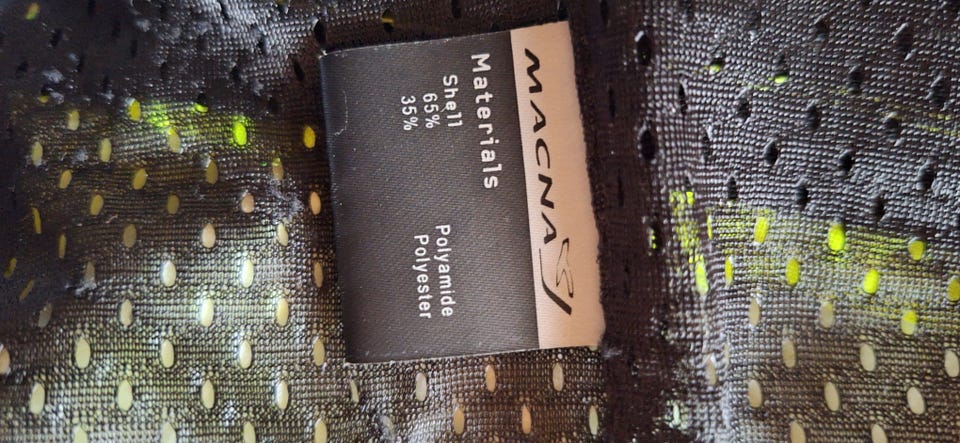 MACNA
Materials
Shell
65% Polyamide
35% Polyester